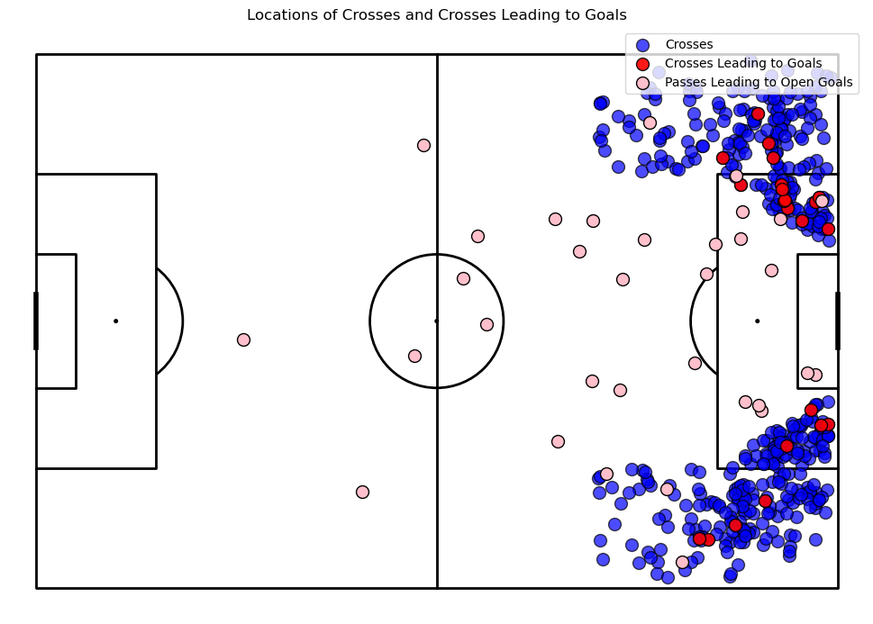 Locations of Crosses and Crosses Leading to Goals
Crosses
Crosses Leading to Goals
Passes Leading to Open Goals